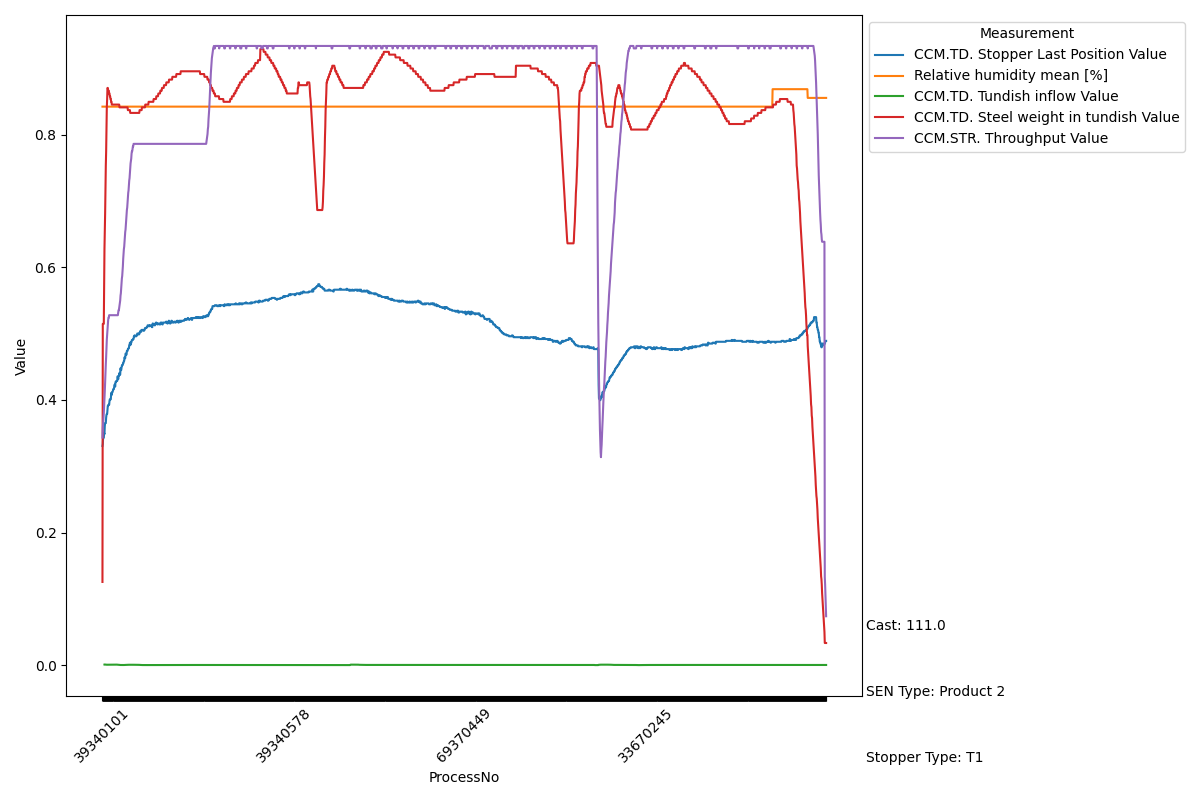 Measurement
CCM.TD. Stopper Last Position Value
Relative humidity mean [%]
CCM.TD. Tundish inflow Value
CCM.TD. Steel weight in tundish Value
CCM.STR. Throughput Value
0.8
0.6
0.4
0.2
0.0
Value
39340101
39340578
69370449
33670245
ProcessNo
Cast: 111.0
SEN Type: Product 2
Stopper Type: T1